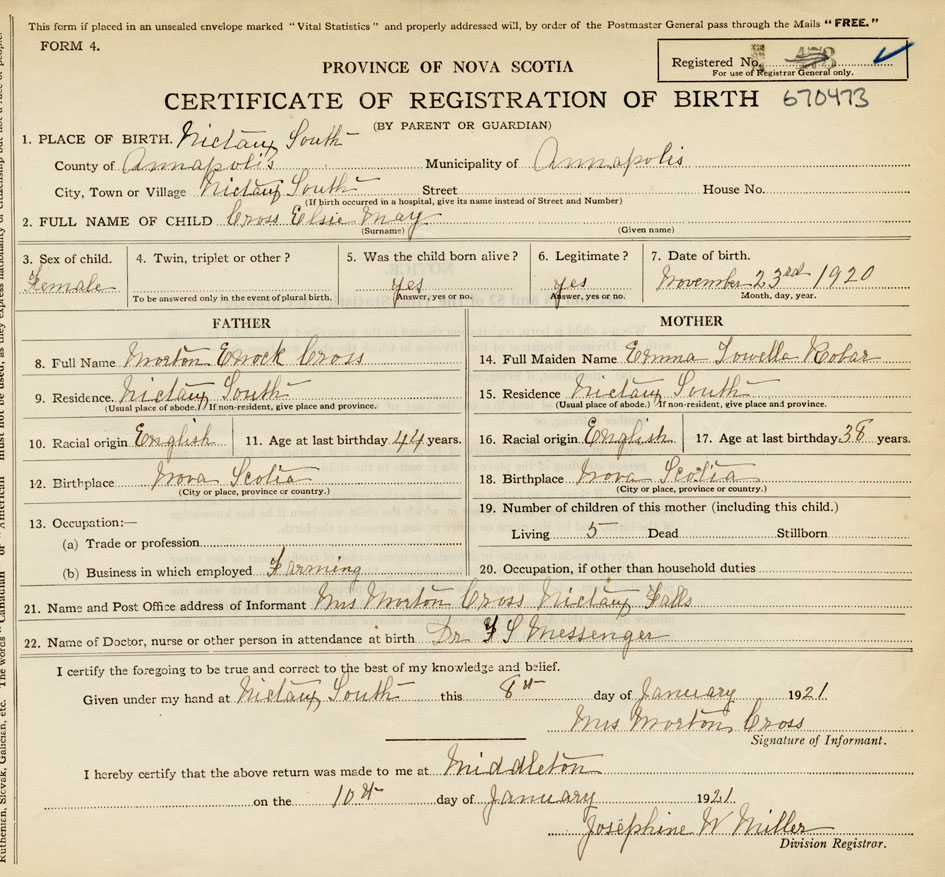 This form if placed in an unsealed envelope marked "Vital Statistics" and properly addressed will, by order of the Postmaster General pass through the Mails "FREE."
FORM 4.
Registered No. 473
For use of Registrar General only.
PROVINCE OF NOVA SCOTIA
CERTIFICATE OF REGISTRATION OF BIRTH 670473
(BY PARENT OR GUARDIAN)
1. PLACE OF BIRTH. Nictaux South
County of Annapolis Municipality of Annapolis
City, Town or Village Nictaux South Street House No.
(If birth occurred in a hospital, give its name instead of Street and Number)
2. FULL NAME OF CHILD Cross Elsie May
(Surname) (Given name)
3. Sex of child. Female
4. Twin, triplet or other?
To be answered only in the event of plural birth.
5. Was the child born alive? yes
Answer, yes or no.
6. Legitimate? yes
Answer, yes or no.
7. Date of birth. November 23rd 1920
Month, day, year.
FATHER
8. Full Name Morton Enock Cross
9. Residence. Nictaux South
(Usual place of abode.) If non-resident, give place and province.
10. Racial origin English 11. Age at last birthday 44 years.
12. Birthplace Nova Scotia
(City or place, province or country.)
13. Occupation:—
(a) Trade or profession
(b) Business in which employed Farming
MOTHER
14. Full Maiden Name Emma Lowella Robar
15. Residence Nictaux South
(Usual place of abode.) If non-resident, give place and province.
16. Racial origin English. 17. Age at last birthday 38 years.
18. Birthplace Nova Scotia
(City or place, province or country.)
19. Number of children of this mother (including this child.)
Living 5 Dead Stillborn
20. Occupation, if other than household duties
21. Name and Post Office address of Informant Mrs Morton Cross Nictaux Falls
22. Name of Doctor, nurse or other person in attendance at birth. Dr F S Messenger
I certify the foregoing to be true and correct to the best of my knowledge and belief.
Given under my hand at Nictaux South this 8th day of January 1921.
Mrs Morton Cross
Signature of Informant.
I hereby certify that the above return was made to me at Middleton
on the 10th day of January 1921.
Josephine W Miller
Division Registrar.